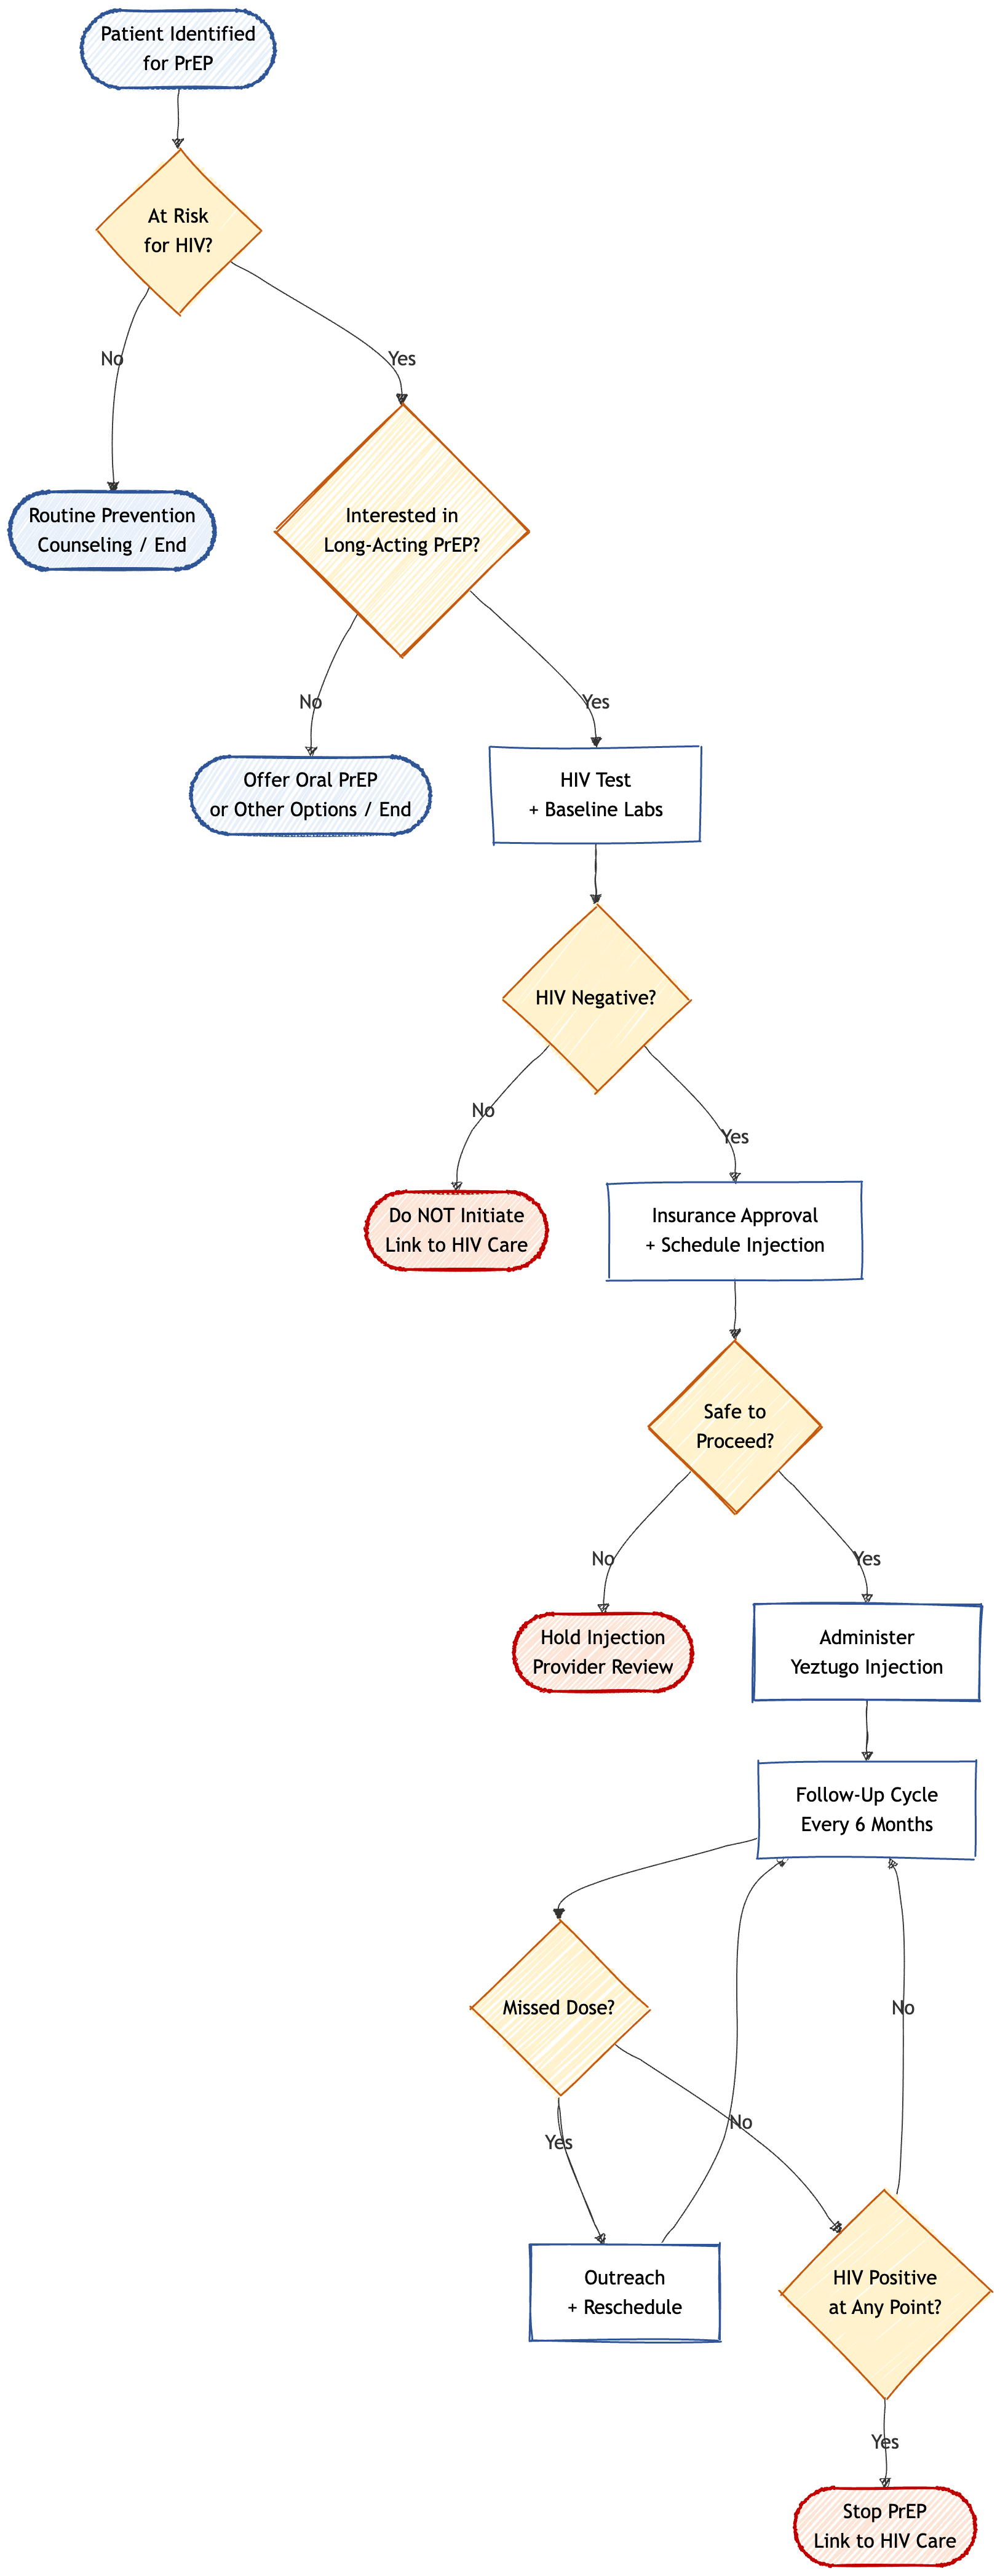 Patient Identified
for PrEP
At Risk
for HIV?
No
Yes
Routine Prevention
Counseling / End
Interested in
Long-Acting PrEP?
No
Yes
Offer Oral PrEP
or Other Options / End
HIV Test
+ Baseline Labs
HIV Negative?
No
Yes
Do NOT Initiate
Link to HIV Care
Insurance Approval
+ Schedule Injection
Safe to
Proceed?
No
Yes
Hold Injection
Provider Review
Administer
Yeztugo Injection
Follow-Up Cycle
Every 6 Months
Missed Dose?
No
No
Yes
Outreach
+ Reschedule
HIV Positive
at Any Point?
Yes
Stop PrEP
Link to HIV Care